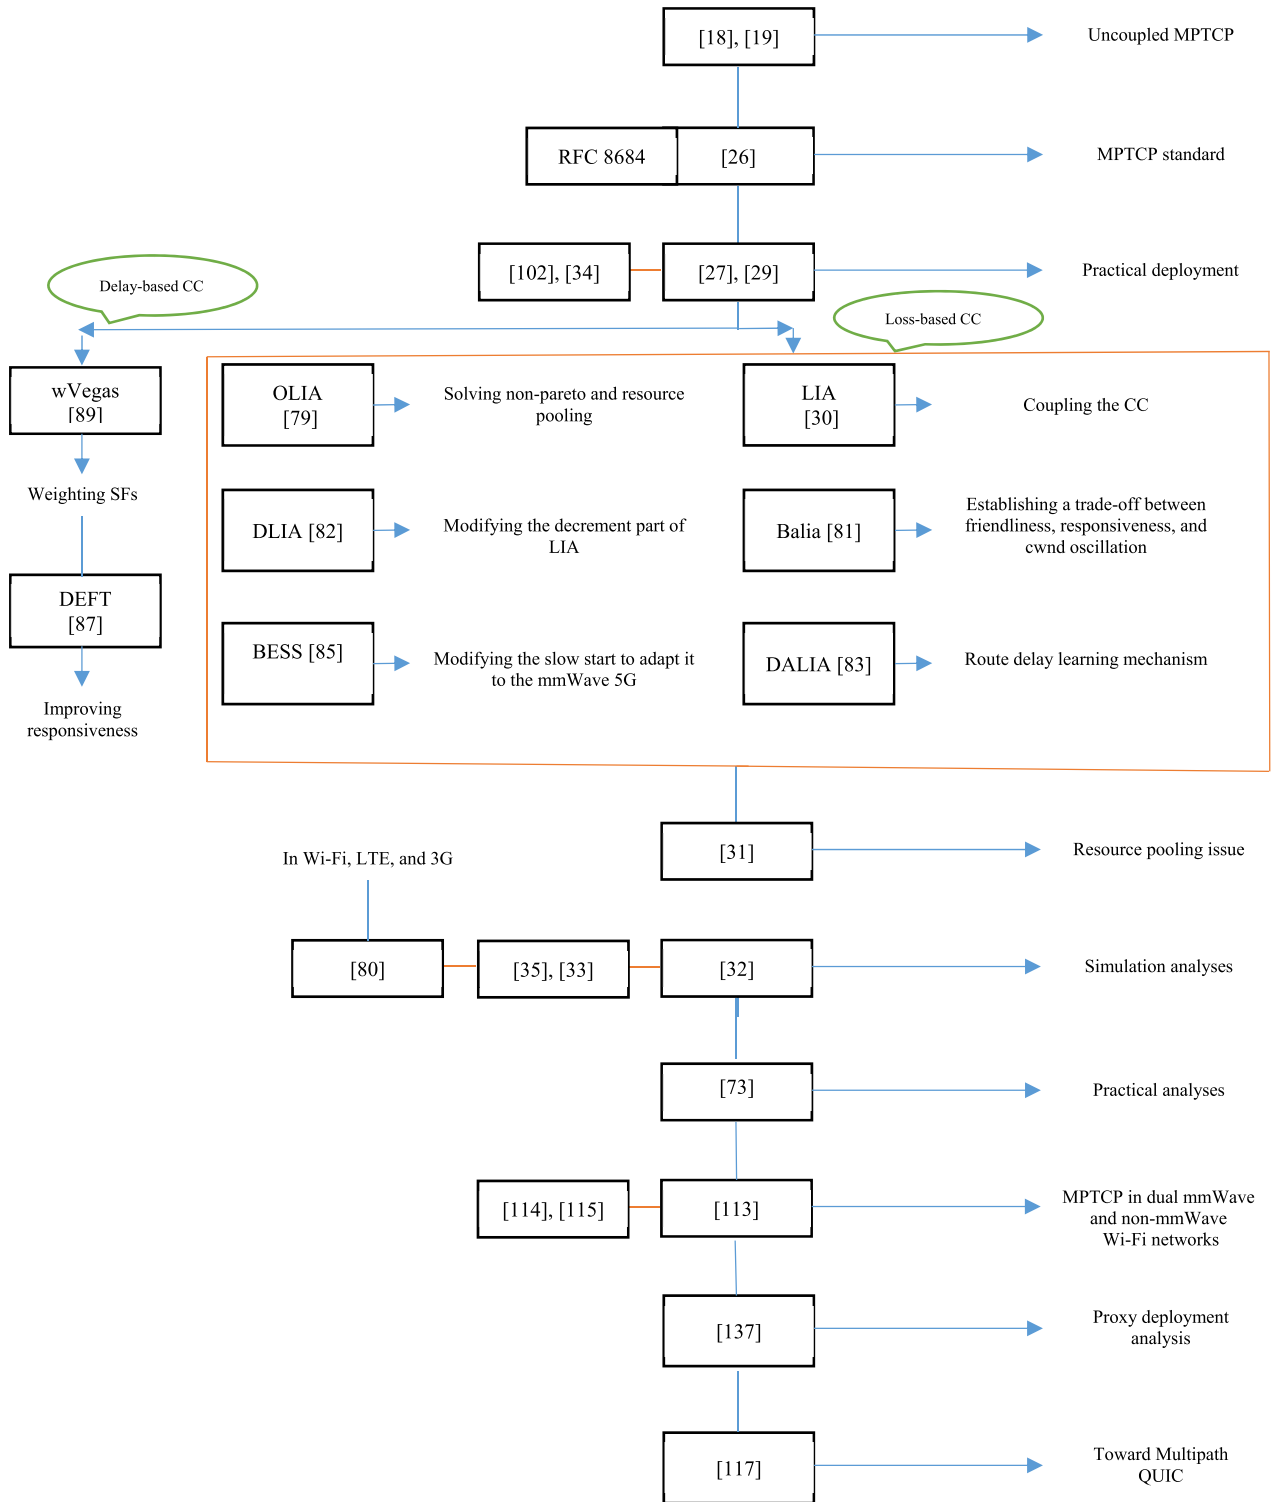 [18], [19]
Uncoupled MPTCP
RFC 8684
[26]
MPTCP standard
[102], [34]
[27], [29]
Practical deployment
Delay-based CC
Loss-based CC
wVegas
[89]
Weighting SFs
DEFT
[87]
Improving
responsiveness
OLIA
[79]
Solving non-pareto and resource
pooling
LIA
[30]
Coupling the CC
DLIA [82]
Modifying the decrement part of
LIA
Balia [81]
Establishing a trade-off between
friendliness, responsiveness, and
cwnd oscillation
BESS [85]
Modifying the slow start to adapt it
to the mmWave 5G
DALIA [83]
Route delay learning mechanism
[31]
Resource pooling issue
In Wi-Fi, LTE, and 3G
[80]
[35], [33]
[32]
Simulation analyses
[73]
Practical analyses
[114], [115]
[113]
MPTCP in dual mmWave
and non-mmWave
Wi-Fi networks
[137]
Proxy deployment
analysis
[117]
Toward Multipath
QUIC